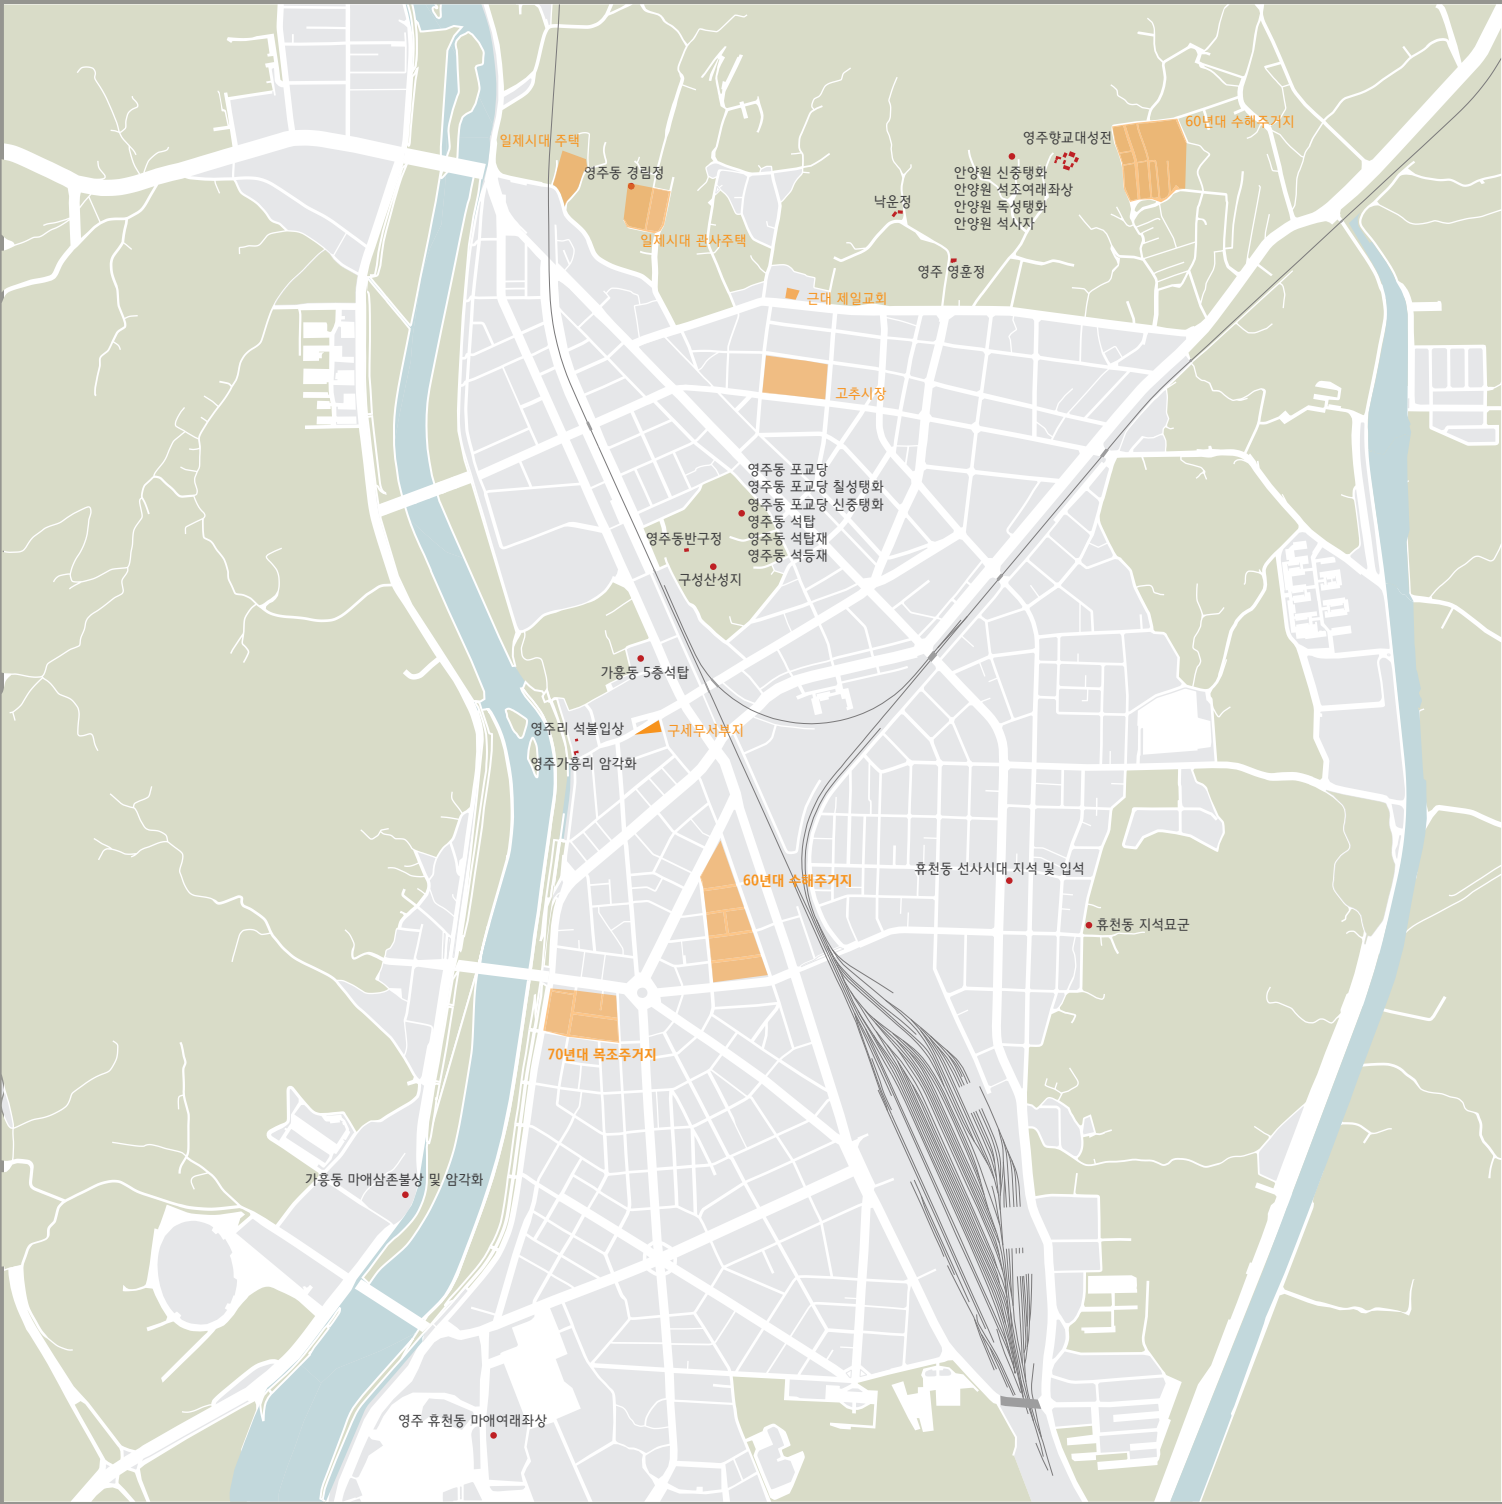 일제시대 주택
영주동 경림정
일제시대 관사주택
영주향교대성전
60년대 수해주거지
안양원 신중탱화
안양원 석조여래좌상
안양원 독성탱화
안양원 석사자
낙운정
영주 영훈정
근대 제일교회
고추시장
영주동 포교당
영주동 포교당 칠성탱화
영주동 포교당 신중탱화
영주동 석탑
영주동 석탑재
영주동 석등재
영주동반구정
구성산성지
가흥동 5층석탑
영주리 석불입상
구세무서부지
영주가흥리 암각화
60년대 수해주거지
휴천동 선사시대 지석 및 입석
휴천동 지석묘군
70년대 목조주거지
가흥동 마애삼존불상 및 암각화
영주 휴천동 마애여래좌상